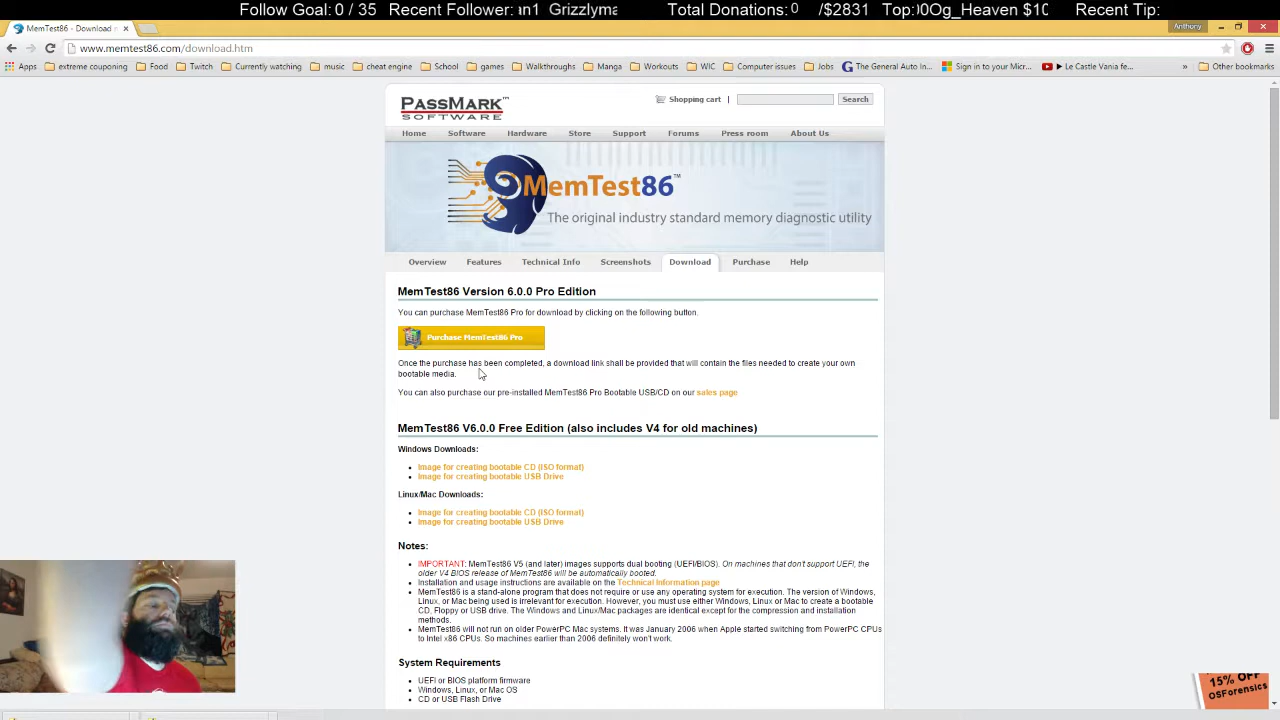 Follow Goal: 0 / 35 Recent Follower: an1 Grizzlyma Total Donations: 0 /$2831 Top: Og_Heaven $10 Recent Tip:
MemTest86 - Download
Anthony
www.memtest86.com/download.htm
Apps extreme couponing Food Twitch Currently watching music cheat engine School games Walkthroughs Manga Workouts WIC Computer issues Jobs The General Auto In... Sign in to your Micr... Le Castle Vania Fe... » Other bookmarks
PASSMARK™
SOFTWARE
Shopping cart | Search
Home Software Hardware Store Support Forums Press room About Us
MemTest86™
The original industry standard memory diagnostic utility
Overview Features Technical Info Screenshots Download Purchase Help
MemTest86 Version 6.0.0 Pro Edition
You can purchase MemTest86 Pro for download by clicking on the following button.
Purchase MemTest86 Pro
Once the purchase has been completed, a download link shall be provided that will contain the files needed to create your own
bootable media.
You can also purchase our pre-installed MemTest86 Pro Bootable USB/CD on our sales page
MemTest86 V6.0.0 Free Edition (also includes V4 for old machines)
Windows Downloads:
• Image for creating bootable CD (ISO format)
• Image for creating bootable USB Drive
Linux/Mac Downloads:
• Image for creating bootable CD (ISO format)
• Image for creating bootable USB Drive
Notes:
• IMPORTANT: MemTest86 V5 (and later) images supports dual booting (UEFI/BIOS). On machines that don't support UEFI, the
older V4 BIOS release of MemTest86 will be automatically booted.
• Installation and usage instructions are available on the Technical Information page
• MemTest86 is a stand-alone program that does not require or use any operating system for execution. The version of Windows,
Linux, or Mac being used is irrelevant for execution. However, you must use either Windows, Linux or Mac to create a bootable
CD, Floppy or USB drive. The Windows and Linux/Mac packages are identical except for the compression and installation
methods.
• MemTest86 will not run on older PowerPC Mac systems. It was January 2006 when Apple started switching from PowerPC CPUs
to Intel x86 CPUs. So machines earlier than 2006 definitely won't work.
System Requirements
• UEFI or BIOS platform firmware
• Windows, Linux, or Mac OS
• CD or USB Flash Drive
15% OFF
OSForensics